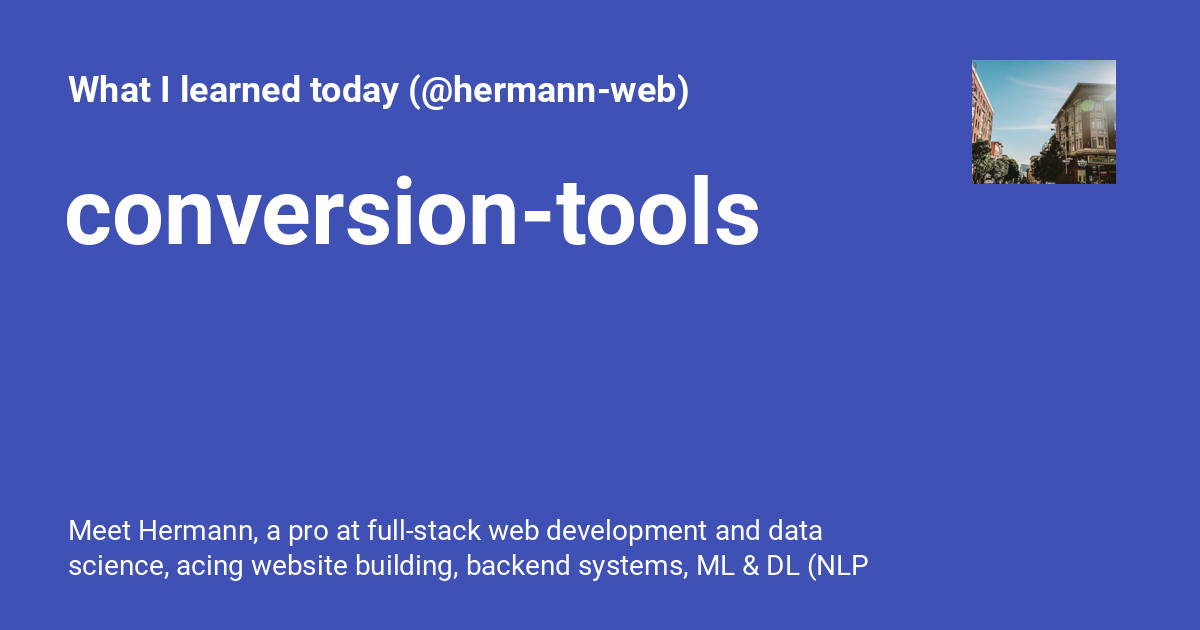 What I learned today (@hermann-web)
conversion-tools
Meet Hermann, a pro at full-stack web development and data
science, acing website building, backend systems, ML & DL (NLP